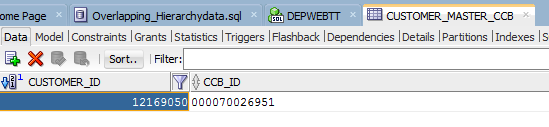 ome Page Overlapping_Hierarchydata.sql DEPWEBTT CUSTOMER_MASTER_CCB
Data Model Constraints Grants Statistics Triggers Flashback Dependencies Details Partitions Indexes S
Sort.. Filter:
CUSTOMER_ID CCB_ID
12169050 000070026951